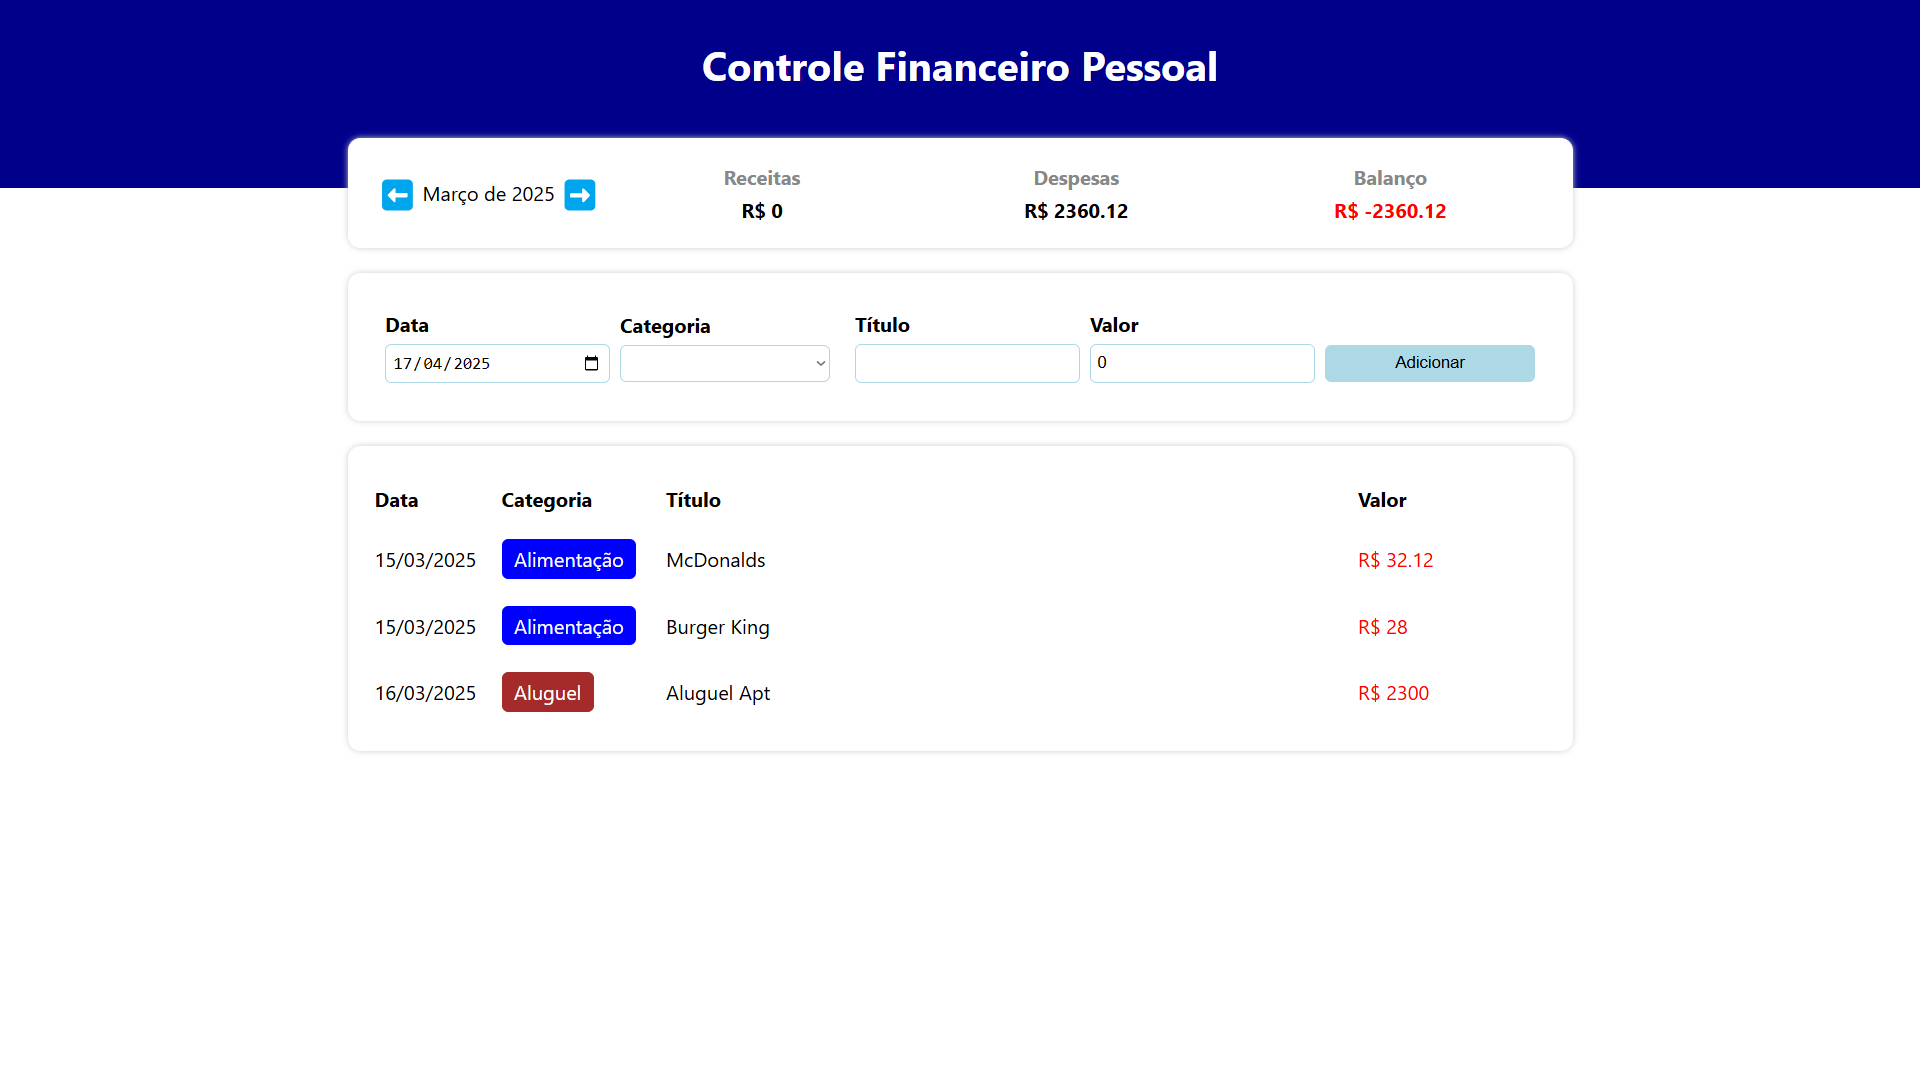 Controle Financeiro Pessoal
Março de 2025
Receitas
R$ 0
Despesas
R$ 2360.12
Balanço
R$ -2360.12
Data
17/04/2025
Categoria
Título
Valor
0
Adicionar
Data Categoria Título Valor
15/03/2025 Alimentação McDonalds R$ 32.12
15/03/2025 Alimentação Burger King R$ 28
16/03/2025 Aluguel Aluguel Apt R$ 2300